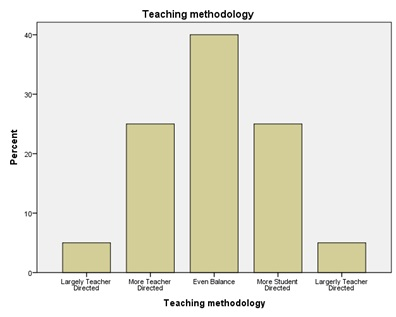 Teaching methodology
40
30
20
10
0
Percent
Largely Teacher
Directed
More Teacher
Directed
Even Balance
More Student
Directed
Largerly Teacher
Directed
Teaching methodology